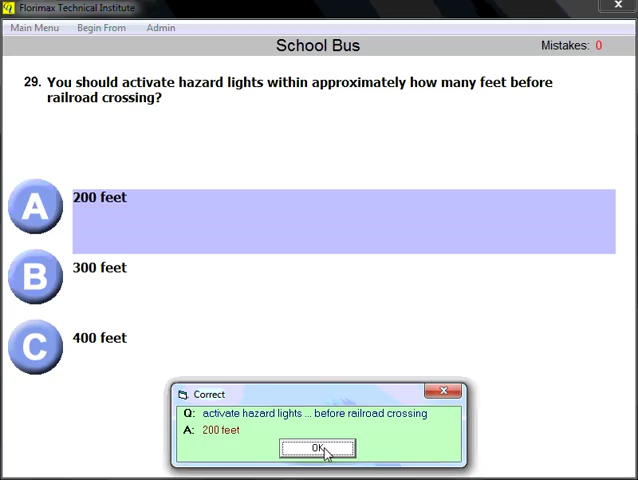 Florimax Technical Institute
Main Menu Begin From Admin
School Bus Mistakes: 0
29. You should activate hazard lights within approximately how many feet before
railroad crossing?
A 200 feet
B 300 feet
C 400 feet
Correct
Q: activate hazard lights ... before railroad crossing
A: 200 feet
OK